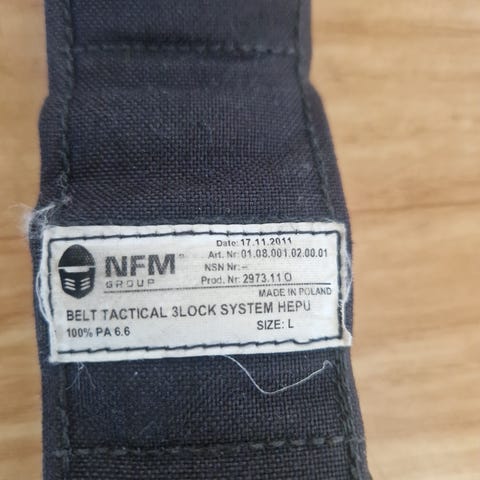 Date: 17.11.2011
NFM®
GROUP
Art. Nr: 01.08.001.02.00.01
NSN Nr: –
Prod. Nr: 2973.11 O
MADE IN POLAND
BELT TACTICAL 3LOCK SYSTEM HEPU
100% PA 6.6 SIZE: L